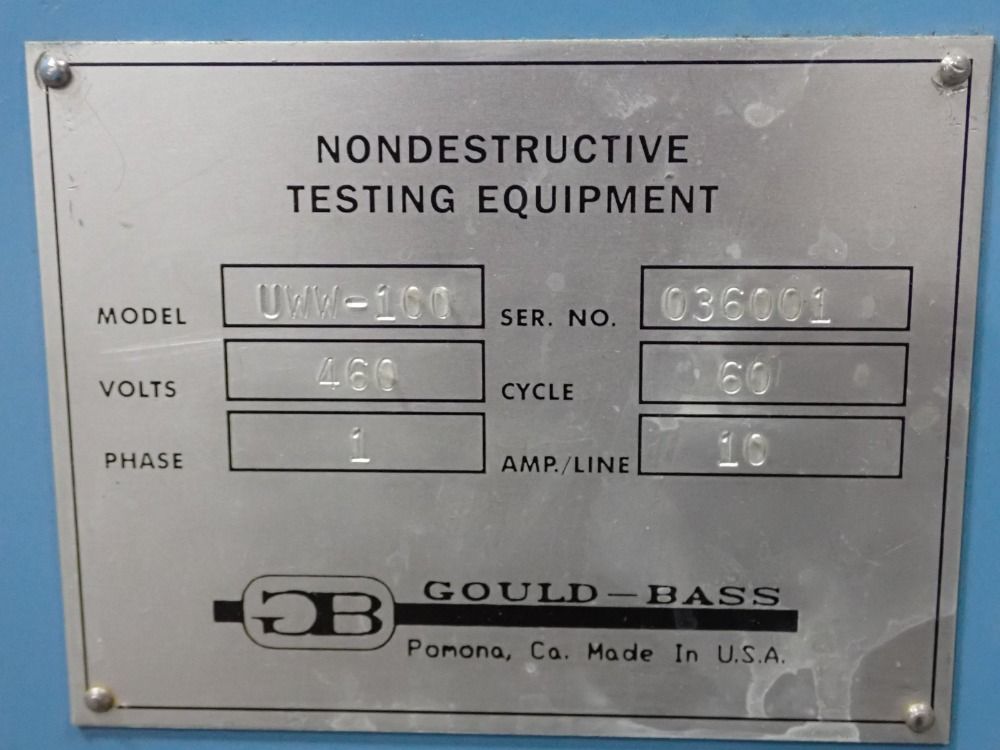 NONDESTRUCTIVE
TESTING EQUIPMENT
MODEL UWW-100 SER. NO. 036001
VOLTS 460 CYCLE 60
PHASE 1 AMP./LINE 10
GB GOULD-BASS
Pomona, Ca. Made In U.S.A.